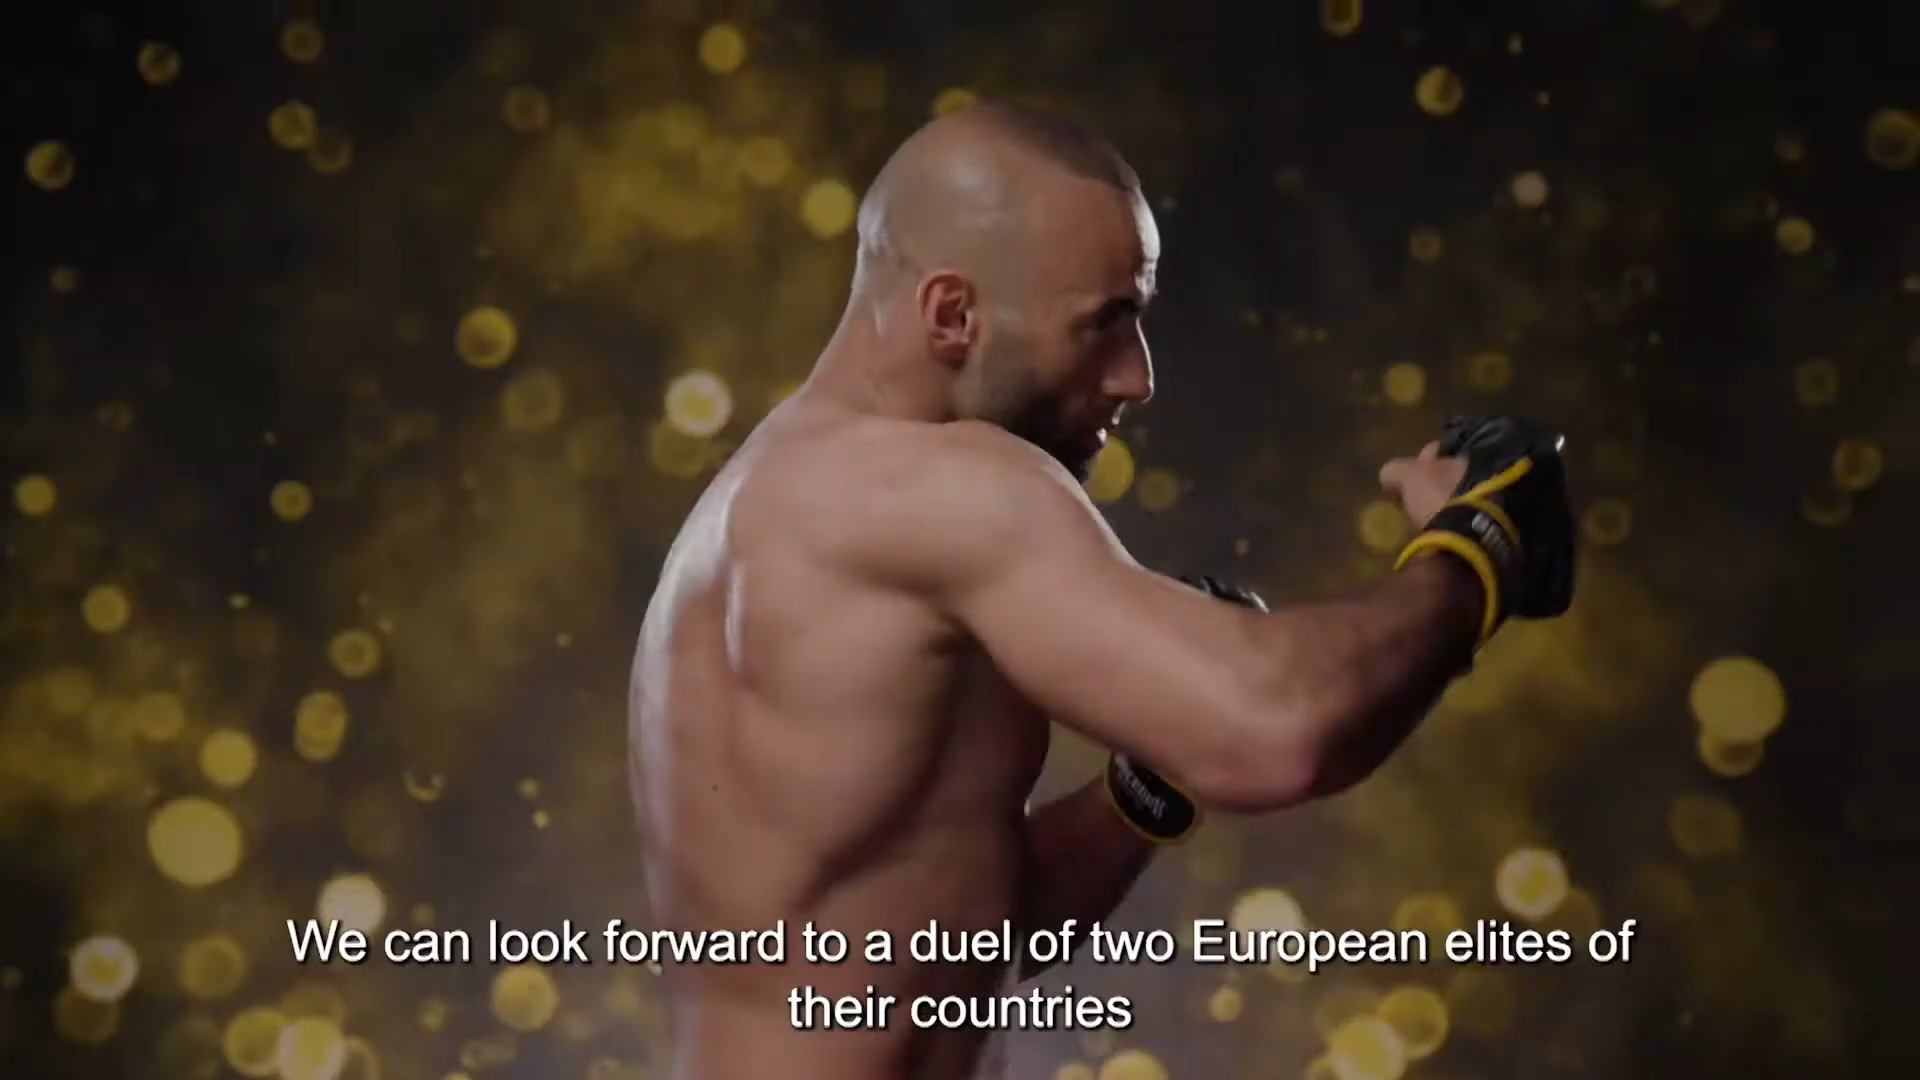 We can look forward to a duel of two European elites of
their countries